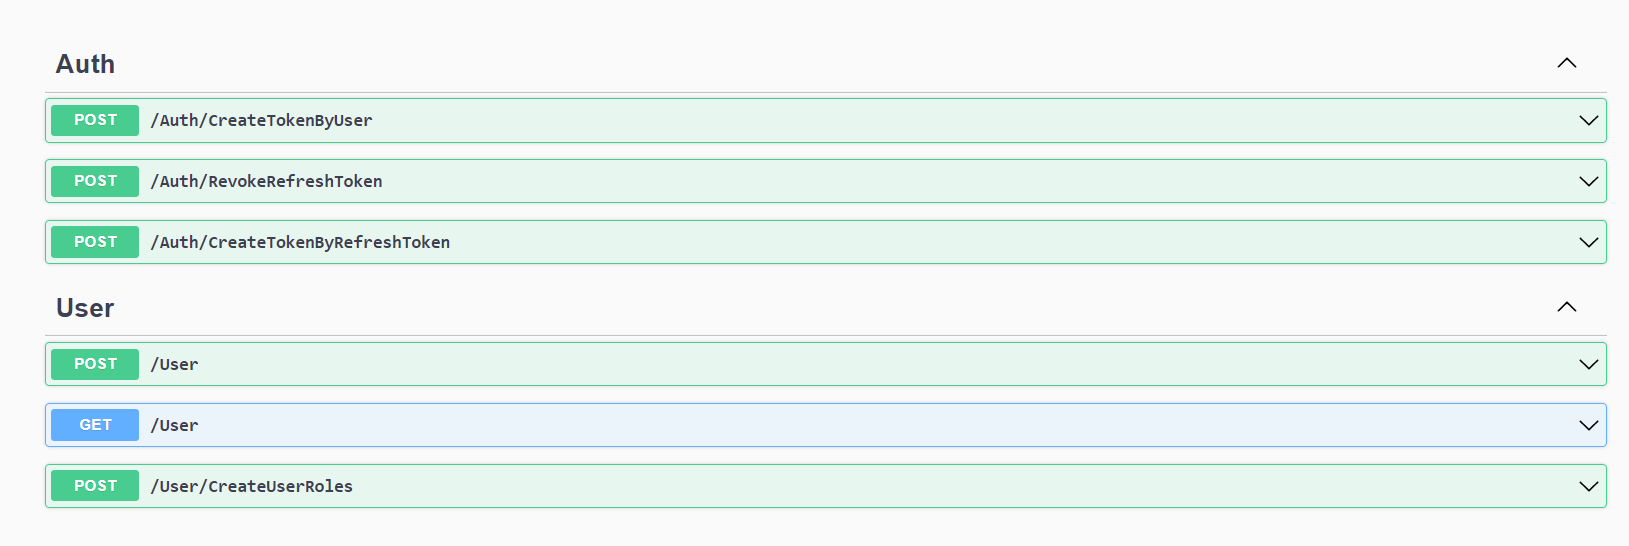 Auth
POST /Auth/CreateTokenByUser
POST /Auth/RevokeRefreshToken
POST /Auth/CreateTokenByRefreshToken
User
POST /User
GET /User
POST /User/CreateUserRoles